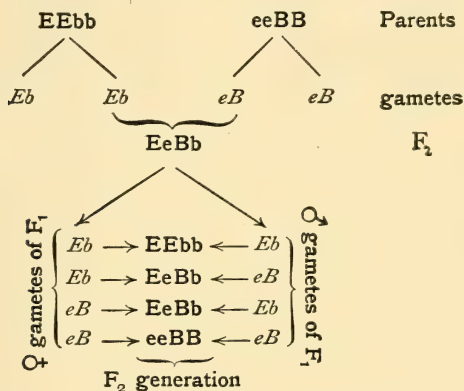 EEbb eeBB Parents
Eb Eb eB eB gametes
EeBb F₂
♀ gametes of F₁
Eb EEbb Eb
Eb EeBb eB
eB EeBb Eb
eB eeBB eB
♂ gametes of F₁
F₂ generation